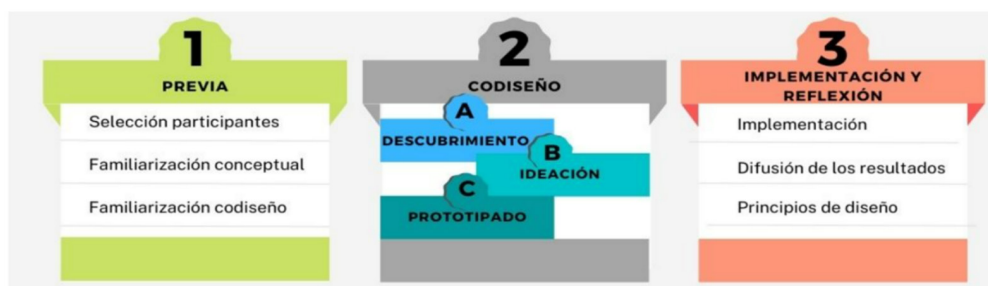 1
PREVIA
Selección participantes
Familiarización conceptual
Familiarización codiseño
2
CODISEÑO
A
DESCUBRIMIENTO
B
IDEACIÓN
C
PROTOTIPADO
3
IMPLEMENTACIÓN Y
REFLEXIÓN
Implementación
Difusión de los resultados
Principios de diseño